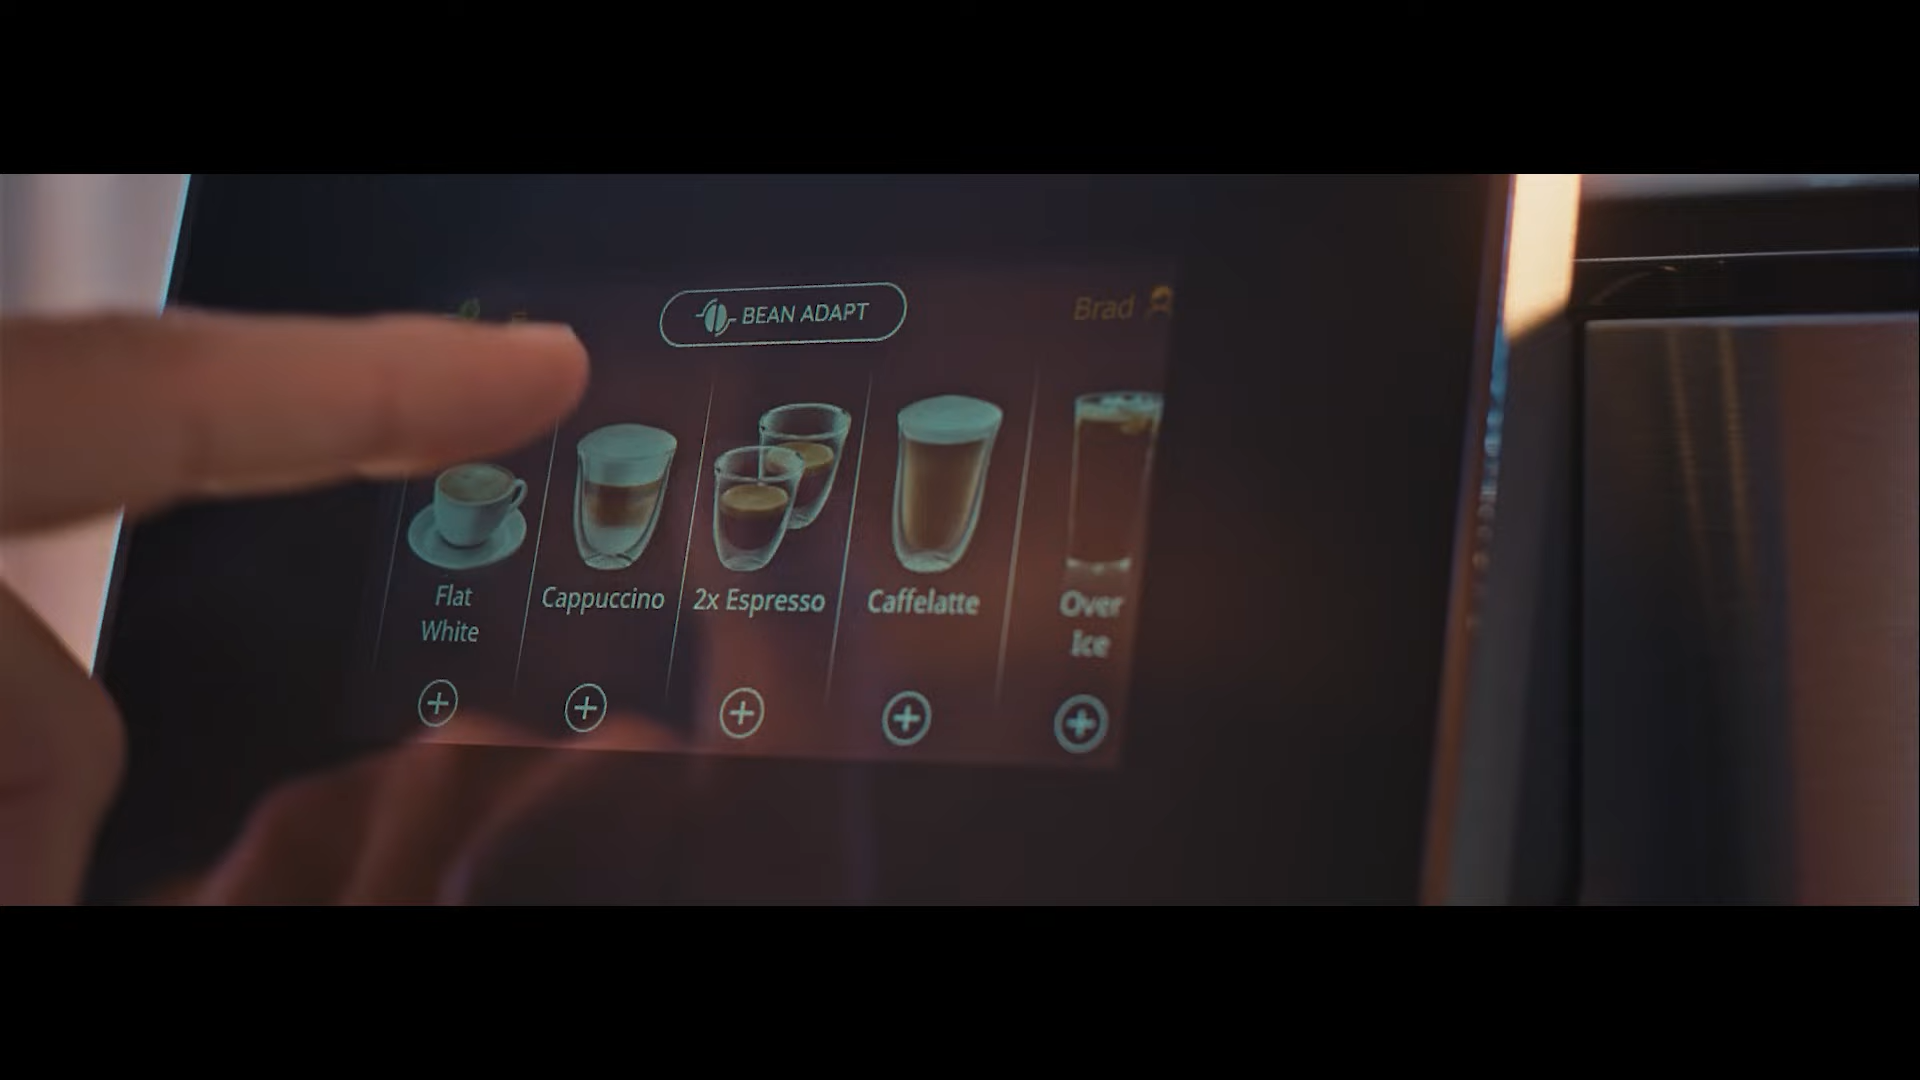 BEAN ADAPT
Brad
Flat
White
Cappuccino
2x Espresso
Caffelatte
Over
Ice